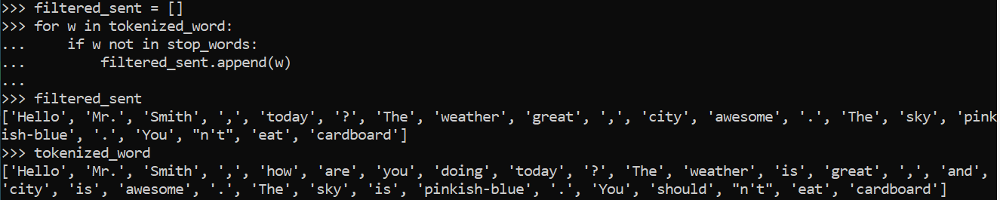 >>> filtered_sent = []
>>> for w in tokenized_word:
...     if w not in stop_words:
...         filtered_sent.append(w)
...
>>> filtered_sent
['Hello', 'Mr.', 'Smith', ',', 'today', '?', 'The', 'weather', 'great', ',', 'city', 'awesome', '.', 'The', 'sky', 'pink
ish-blue', '.', 'You', "n't", 'eat', 'cardboard']
>>> tokenized_word
['Hello', 'Mr.', 'Smith', ',', 'how', 'are', 'you', 'doing', 'today', '?', 'The', 'weather', 'is', 'great', ',', 'and',
'city', 'is', 'awesome', '.', 'The', 'sky', 'is', 'pinkish-blue', '.', 'You', 'should', "n't", 'eat', 'cardboard']